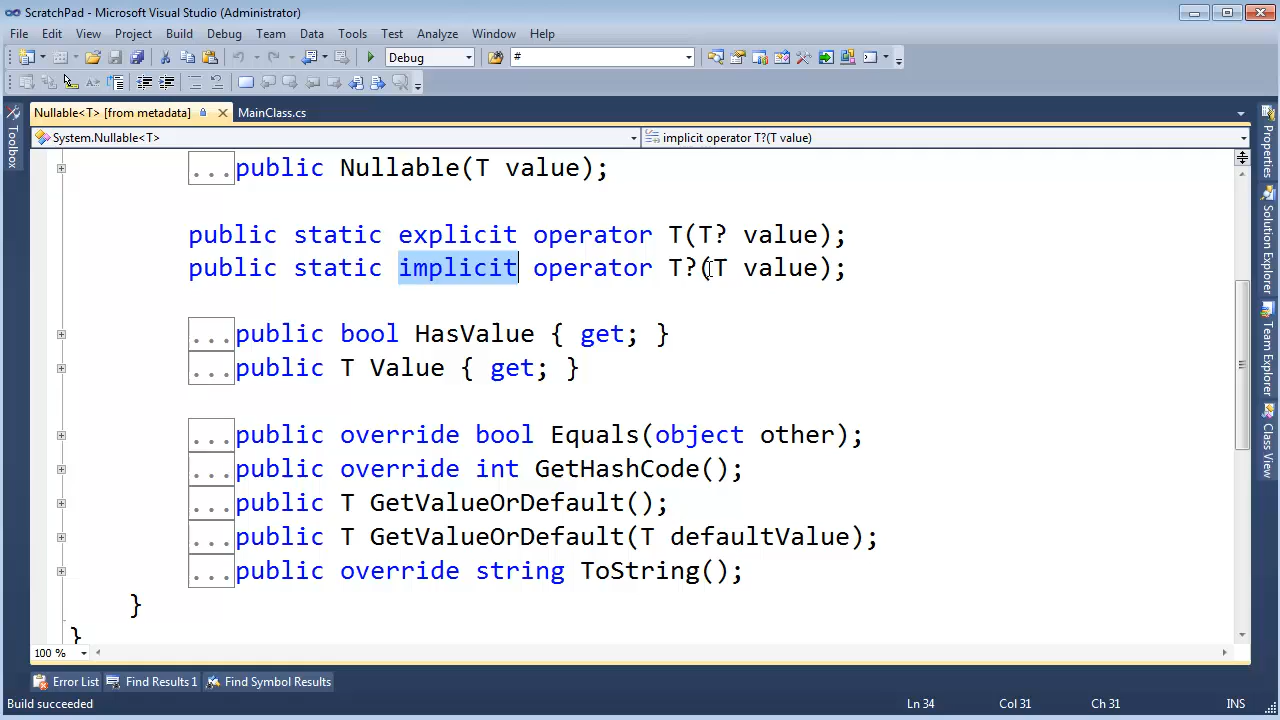 ScratchPad - Microsoft Visual Studio (Administrator)
File Edit View Project Build Debug Team Data Tools Test Analyze Window Help
Debug #
Nullable<T> [from metadata] MainClass.cs
System.Nullable<T> implicit operator T?(T value)
...public Nullable(T value);
public static explicit operator T(T? value);
public static implicit operator T?(T value);
...public bool HasValue { get; }
...public T Value { get; }
...public override bool Equals(object other);
...public override int GetHashCode();
...public T GetValueOrDefault();
...public T GetValueOrDefault(T defaultValue);
...public override string ToString();
}
}
100 %
Error List Find Results 1 Find Symbol Results
Build succeeded Ln 34 Col 31 Ch 31 INS
Toolbox
Properties
Solution Explorer
Team Explorer
Class View